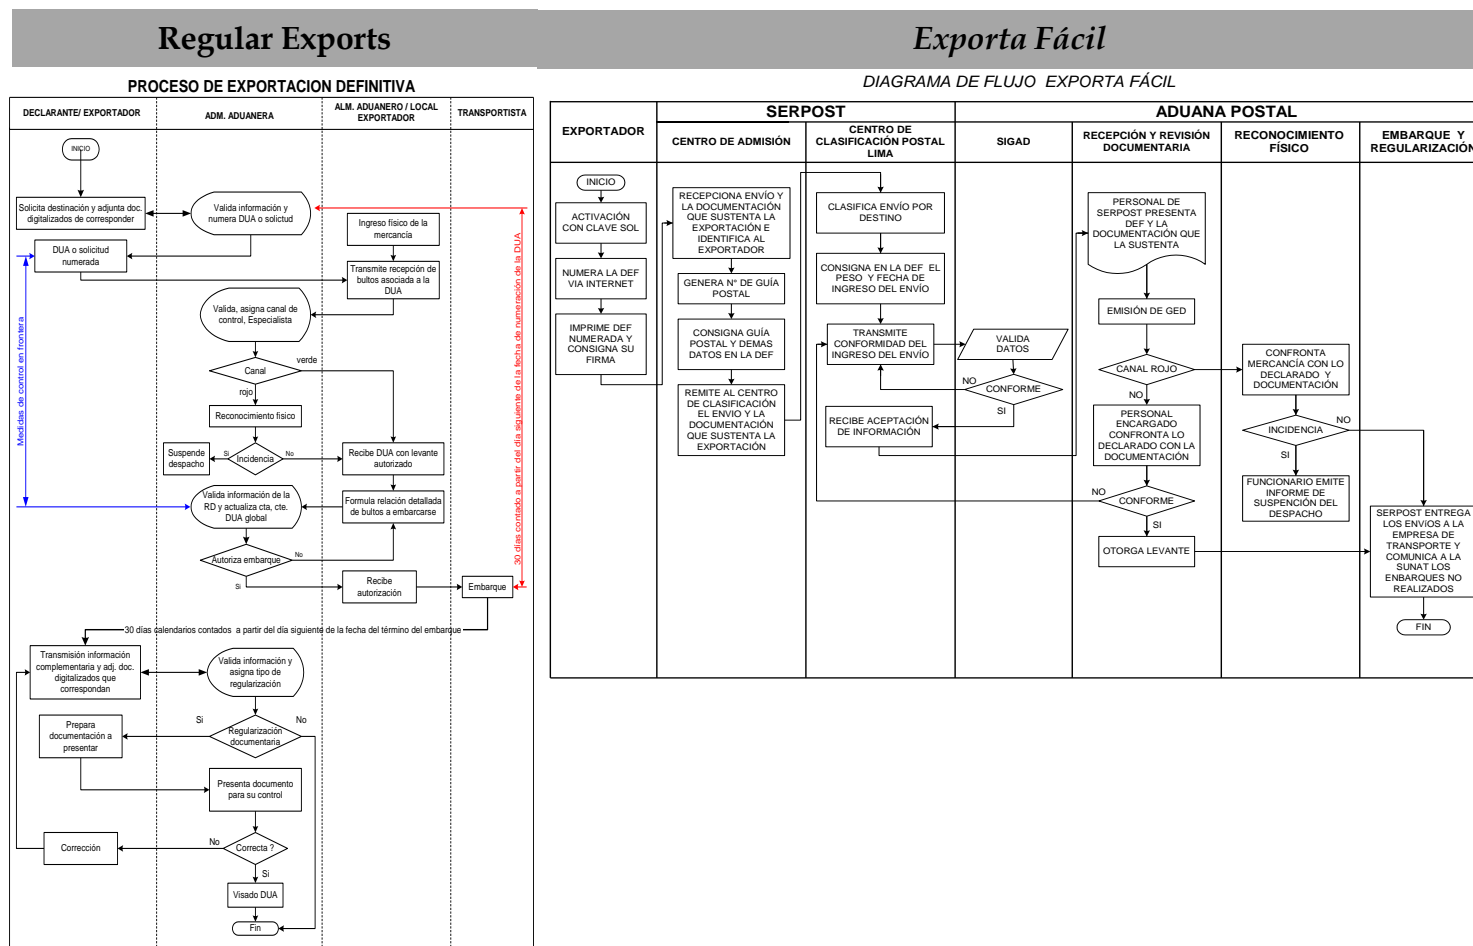 Regular Exports
PROCESO DE EXPORTACION DEFINITIVA
DECLARANTE/ EXPORTADOR
ADM. ADUANERA
ALM. ADUANERO / LOCAL
EXPORTADOR
TRANSPORTISTA
INICIO
Solicita destinación y adjunta doc.
digitalizados de corresponder
Valida información y
numera DUA o solictud
Ingreso físico de la
mercancía
DUA o solicitud
numerada
Transmite recepción de
bultos asociada a la
DUA
Valida, asigna canal de
control, Especialista
Canal
verde
rojo
Reconocimiento fisico
Suspende
despacho
Si
Incidencia
No
Recibe DUA con levante
autorizado
Valida información de la
RD y actualiza cta, cte.
DUA global
Formula relación detallada
de bultos a embarcarse
Autoriza embarque
No
Si
Recibe
autorización
Embarque
Medidas de control en frontera
30 días contado a partir del día siguiente de la fecha de numeración de la DUA
30 días calendarios contados a partir del día siguiente de la fecha del término del embarque
Transmisión información
complementaria y adj. doc.
digitalizados que
correspondan
Valida información y
asigna tipo de
regularización
Si
No
Regularización
documentaria
Prepara
documentación a
presentar
Presenta documento
para su control
Corrección
No
Correcta ?
Si
Visado DUA
Fin
Exporta Fácil
DIAGRAMA DE FLUJO EXPORTA FÁCIL
EXPORTADOR
SERPOST
ADUANA POSTAL
CENTRO DE ADMISIÓN
CENTRO DE
CLASIFICACIÓN POSTAL
LIMA
SIGAD
RECEPCIÓN Y REVISIÓN
DOCUMENTARIA
RECONOCIMIENTO
FÍSICO
EMBARQUE Y
REGULARIZACIÓN
INICIO
ACTIVACIÓN
CON CLAVE SOL
NUMERA LA DEF
VIA INTERNET
IMPRIME DEF
NUMERADA Y
CONSIGNA SU
FIRMA
RECEPCIONA ENVÍO Y
LA DOCUMENTACIÓN
QUE SUSTENTA LA
EXPORTACIÓN E
IDENTIFICA AL
EXPORTADOR
GENERA N° DE GUÍA
POSTAL
CONSIGNA GUÍA
POSTAL Y DEMAS
DATOS EN LA DEF
REMITE AL CENTRO
DE CLASIFICACIÓN
EL ENVIO Y LA
DOCUMENTACIÓN
QUE SUSTENTA LA
EXPORTACIÓN
CLASIFICA ENVÍO POR
DESTINO
CONSIGNA EN LA DEF EL
PESO Y FECHA DE
INGRESO DEL ENVÍO
TRANSMITE
CONFORMIDAD DEL
INGRESO DEL ENVÍO
RECIBE ACEPTACIÓN
DE INFORMACIÓN
VALIDA
DATOS
NO
CONFORME
SI
PERSONAL DE
SERPOST PRESENTA
DEF Y LA
DOCUMENTACIÓN QUE
LA SUSTENTA
EMISIÓN DE GED
CANAL ROJO
NO
PERSONAL
ENCARGADO
CONFRONTA LO
DECLARADO CON LA
DOCUMENTACIÓN
NO
CONFORME
SI
OTORGA LEVANTE
CONFRONTA
MERCANCÍA CON LO
DECLARADO Y
DOCUMENTACIÓN
NO
INCIDENCIA
SI
FUNCIONARIO EMITE
INFORME DE
SUSPENCIÓN DEL
DESPACHO
SERPOST ENTREGA
LOS ENVIOS A LA
EMPRESA DE
TRANSPORTE Y
COMUNICA A LA
SUNAT LOS
ENBARQUES NO
REALIZADOS
FIN